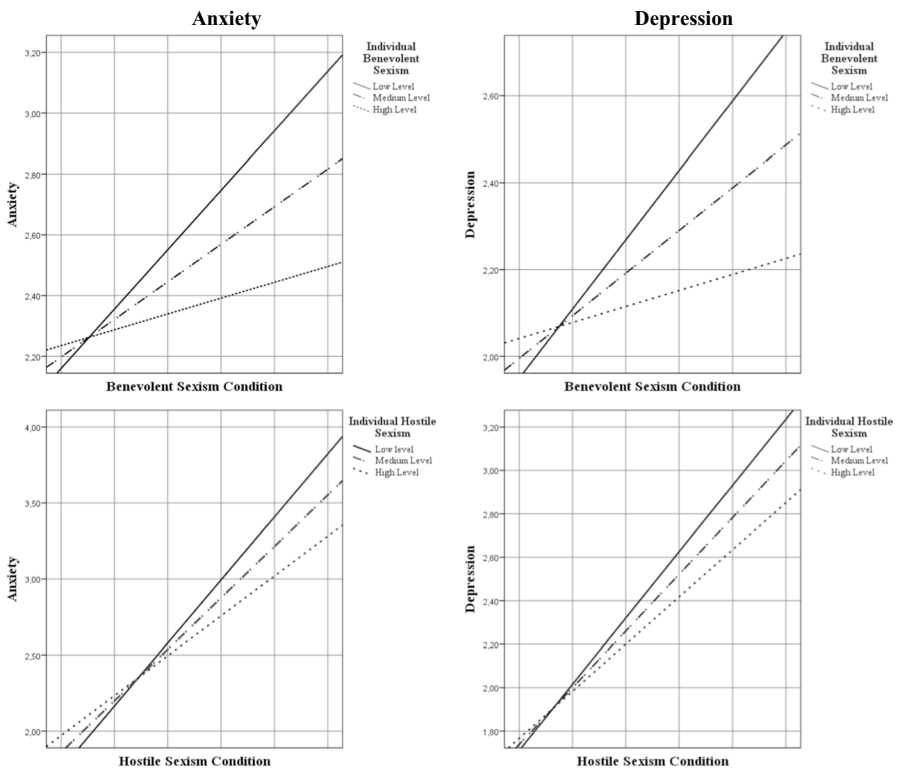 Anxiety
Individual
Benevolent
Sexism
Low Level
Medium Level
High Level
3,20
3,00
2,80
2,60
2,40
2,20
Anxiety
Benevolent Sexism Condition
Depression
Individual
Benevolent
Sexism
Low Level
Medium Level
High Level
2,60
2,40
2,20
2,00
Depression
Benevolent Sexism Condition
Individual Hostile
Sexism
Low level
Medium Level
High Level
4,00
3,50
3,00
2,50
2,00
Anxiety
Hostile Sexism Condition
Individual Hostile
Sexism
Low Level
Medium Level
High Level
3,20
3,00
2,80
2,60
2,40
2,20
2,00
1,80
Depression
Hostile Sexism Condition